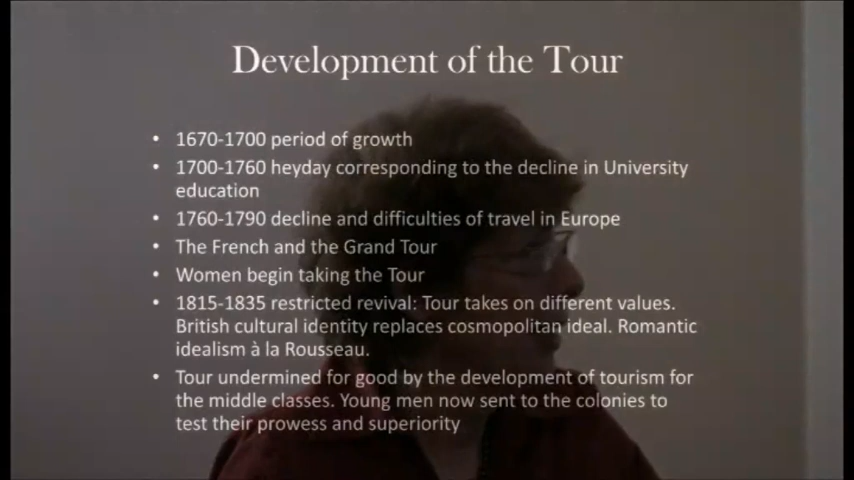 Development of the Tour
• 1670-1700 period of growth
• 1700-1760 heyday corresponding to the decline in University
education
• 1760-1790 decline and difficulties of travel in Europe
• The French and the Grand Tour
• Women begin taking the Tour
• 1815-1835 restricted revival: Tour takes on different values.
British cultural identity replaces cosmopolitan ideal. Romantic
idealism à la Rousseau.
• Tour undermined for good by the development of tourism for
the middle classes. Young men now sent to the colonies to
test their prowess and superiority